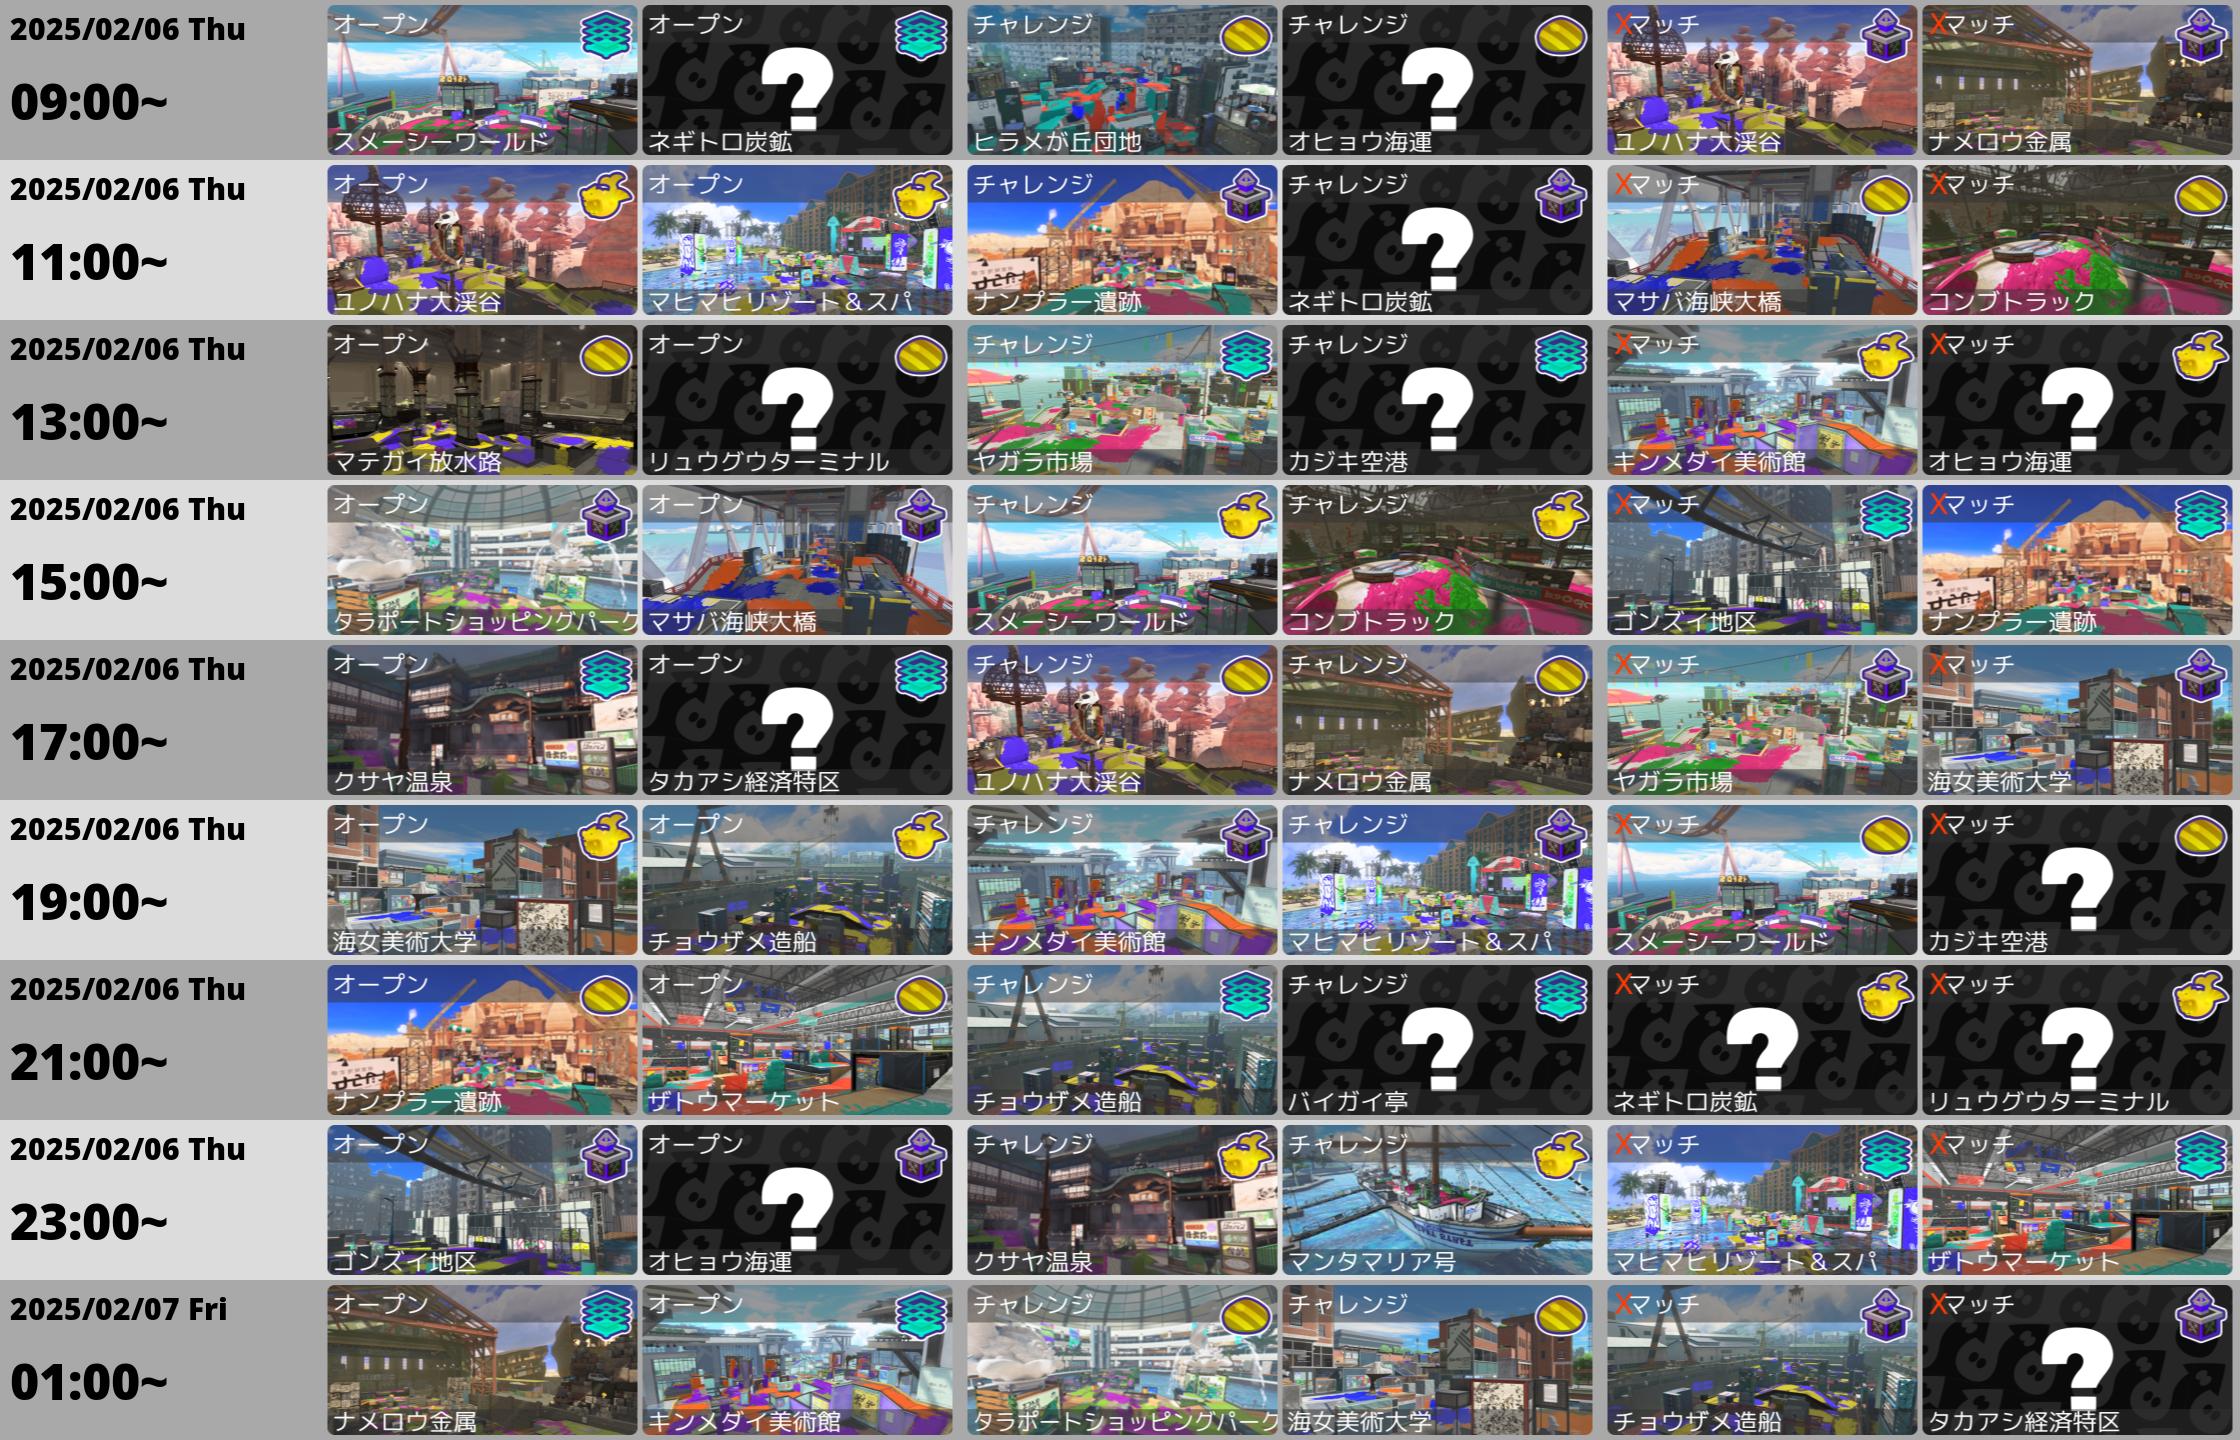 2025/02/06 Thu
09:00~
オープン
スメーシーワールド
オープン
ネギトロ炭鉱
チャレンジ
ヒラメが丘団地
チャレンジ
オヒョウ海運
Xマッチ
ユノハナ大渓谷
Xマッチ
ナメロウ金属
2025/02/06 Thu
11:00~
オープン
ユノハナ大渓谷
オープン
マヒマヒリゾート&スパ
チャレンジ
ナンプラー遺跡
チャレンジ
ネギトロ炭鉱
Xマッチ
マサバ海峡大橋
Xマッチ
コンブトラック
2025/02/06 Thu
13:00~
オープン
マテガイ放水路
オープン
リュウグウターミナル
チャレンジ
ヤガラ市場
チャレンジ
カジキ空港
Xマッチ
キンメダイ美術館
Xマッチ
オヒョウ海運
2025/02/06 Thu
15:00~
オープン
タラポートショッピングパーク
オープン
マサバ海峡大橋
チャレンジ
スメーシーワールド
チャレンジ
コンブトラック
Xマッチ
ゴンズイ地区
Xマッチ
ナンプラー遺跡
2025/02/06 Thu
17:00~
オープン
クサヤ温泉
オープン
タカアシ経済特区
チャレンジ
ユノハナ大渓谷
チャレンジ
ナメロウ金属
Xマッチ
ヤガラ市場
Xマッチ
海女美術大学
2025/02/06 Thu
19:00~
オープン
海女美術大学
オープン
チョウザメ造船
チャレンジ
キンメダイ美術館
チャレンジ
マヒマヒリゾート&スパ
Xマッチ
スメーシーワールド
Xマッチ
カジキ空港
2025/02/06 Thu
21:00~
オープン
ナンプラー遺跡
オープン
ザトウマーケット
チャレンジ
チョウザメ造船
チャレンジ
バイガイ亭
Xマッチ
ネギトロ炭鉱
Xマッチ
リュウグウターミナル
2025/02/06 Thu
23:00~
オープン
ゴンズイ地区
オープン
オヒョウ海運
チャレンジ
クサヤ温泉
チャレンジ
マンタマリア号
Xマッチ
マヒマヒリゾート&スパ
Xマッチ
ザトウマーケット
2025/02/07 Fri
01:00~
オープン
ナメロウ金属
オープン
キンメダイ美術館
チャレンジ
タラポートショッピングパーク
チャレンジ
海女美術大学
Xマッチ
チョウザメ造船
Xマッチ
タカアシ経済特区